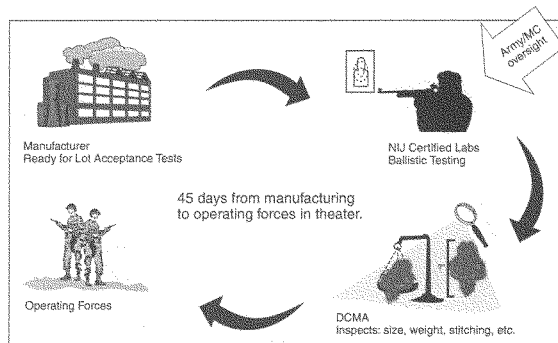 Army/MC
oversight
Manufacturer
Ready for Lot Acceptance Tests
NIJ Certified Labs
Ballistic Testing
45 days from manufacturing
to operating forces in theater.
Operating Forces
DCMA
Inspects: size, weight, stitching, etc.